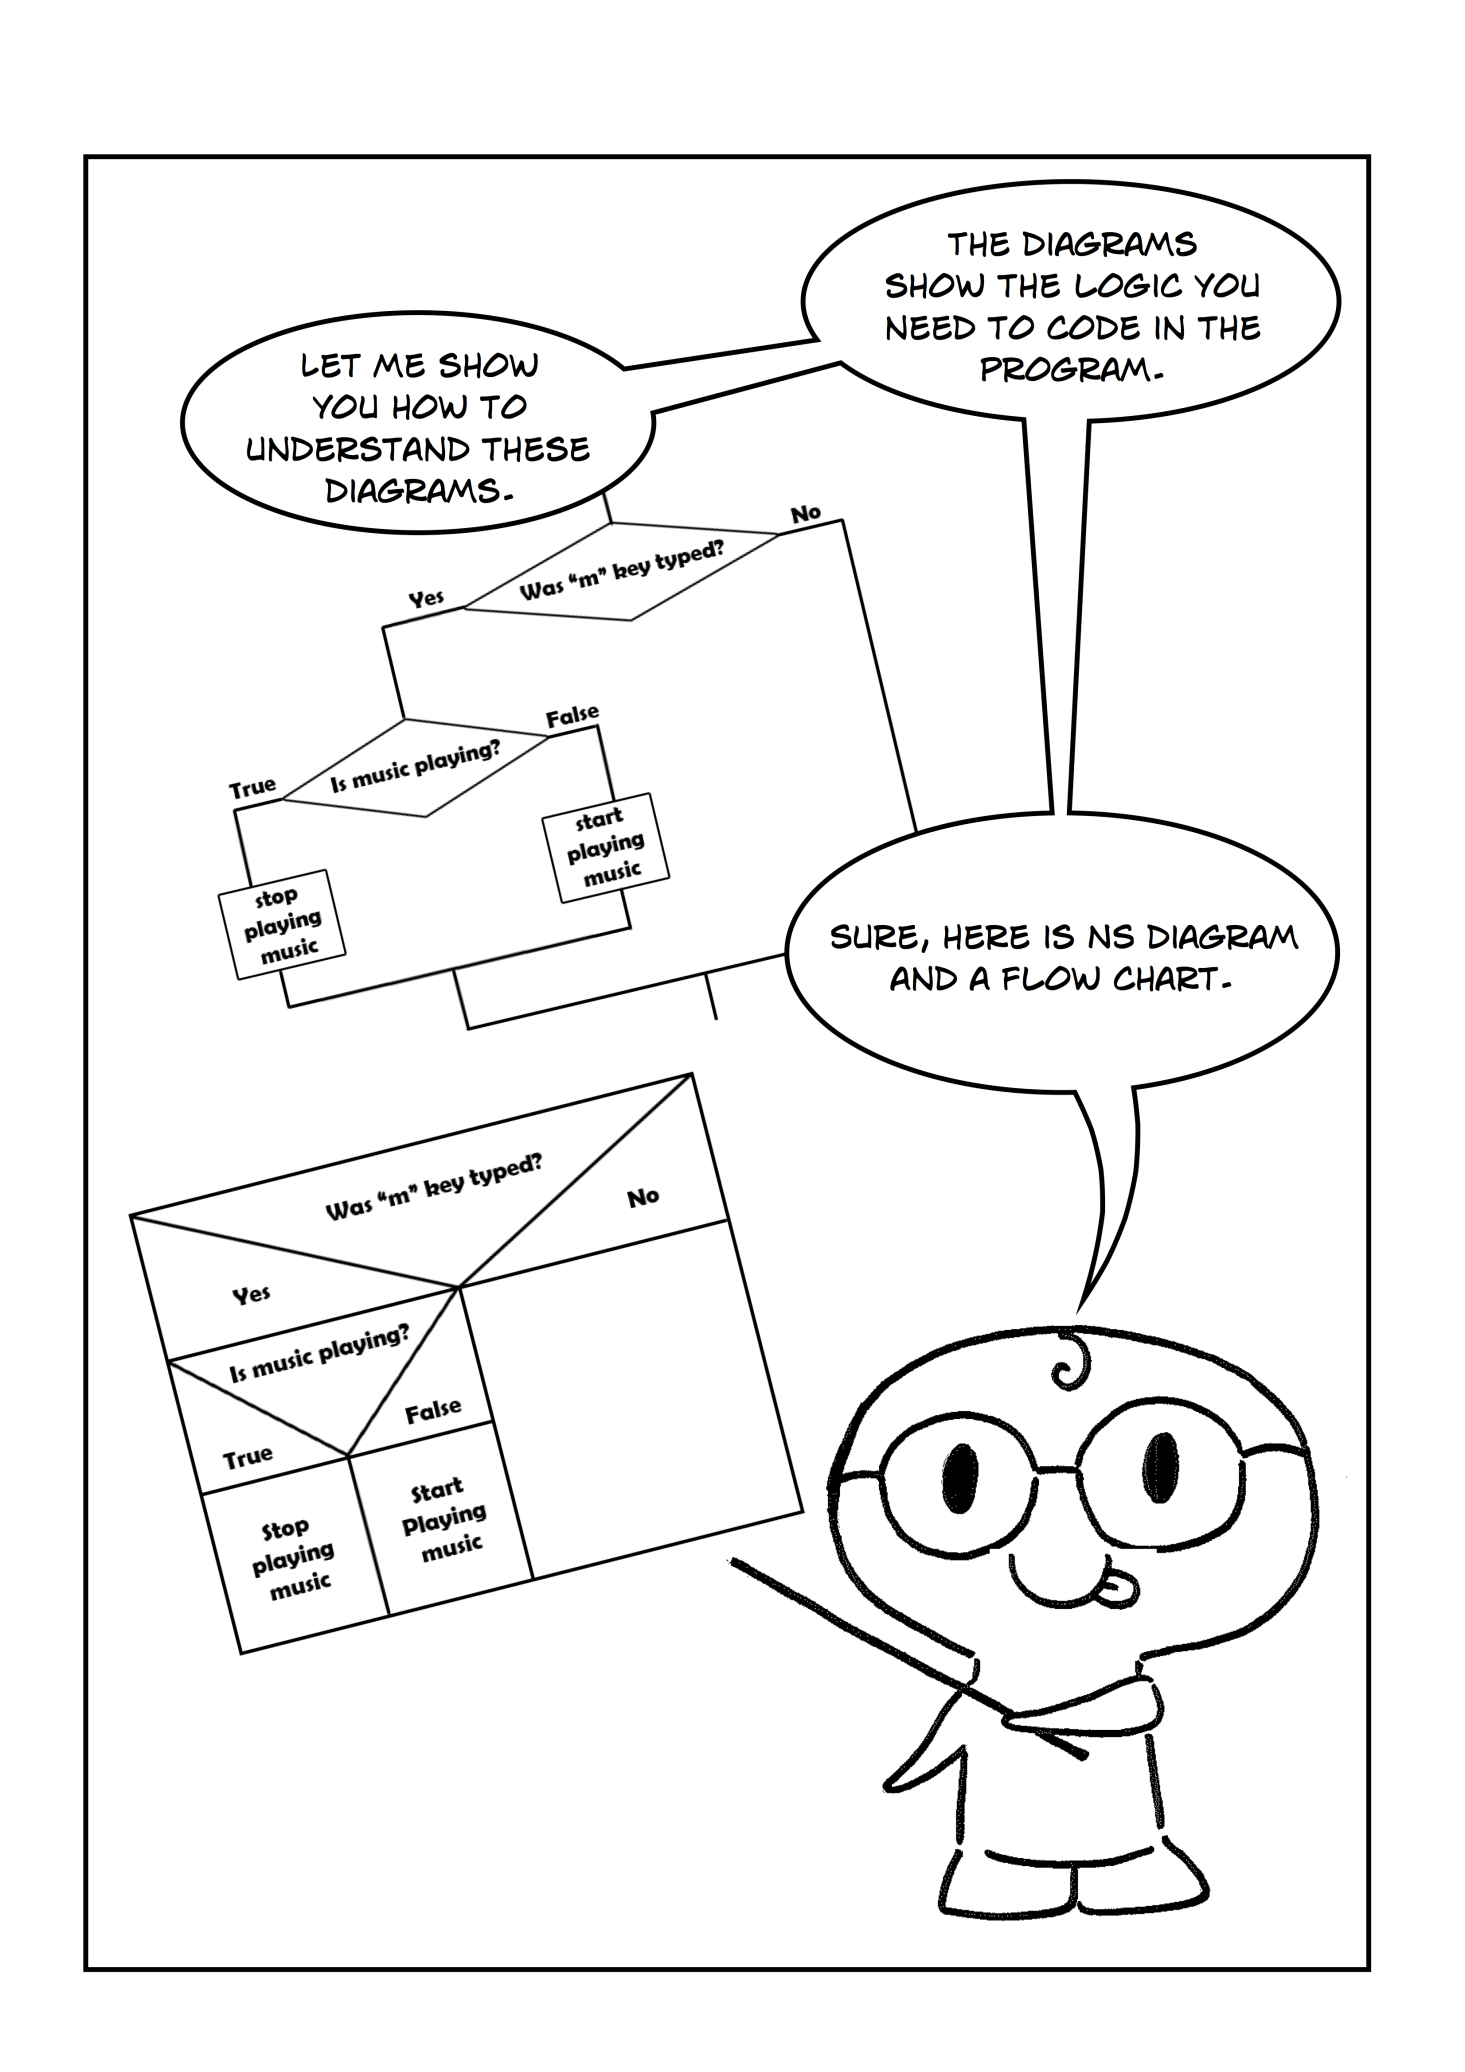 THE DIAGRAMS
SHOW THE LOGIC YOU
NEED TO CODE IN THE
PROGRAM.
LET ME SHOW
YOU HOW TO
UNDERSTAND THESE
DIAGRAMS.
No
Was “m” key typed?
Yes
False
Is music playing?
True
start
playing
music
stop
playing
music
SURE, HERE IS NS DIAGRAM
AND A FLOW CHART.
Was “m” key typed?
No
Yes
Is music playing?
False
True
Stop
playing
music
Start
Playing
music